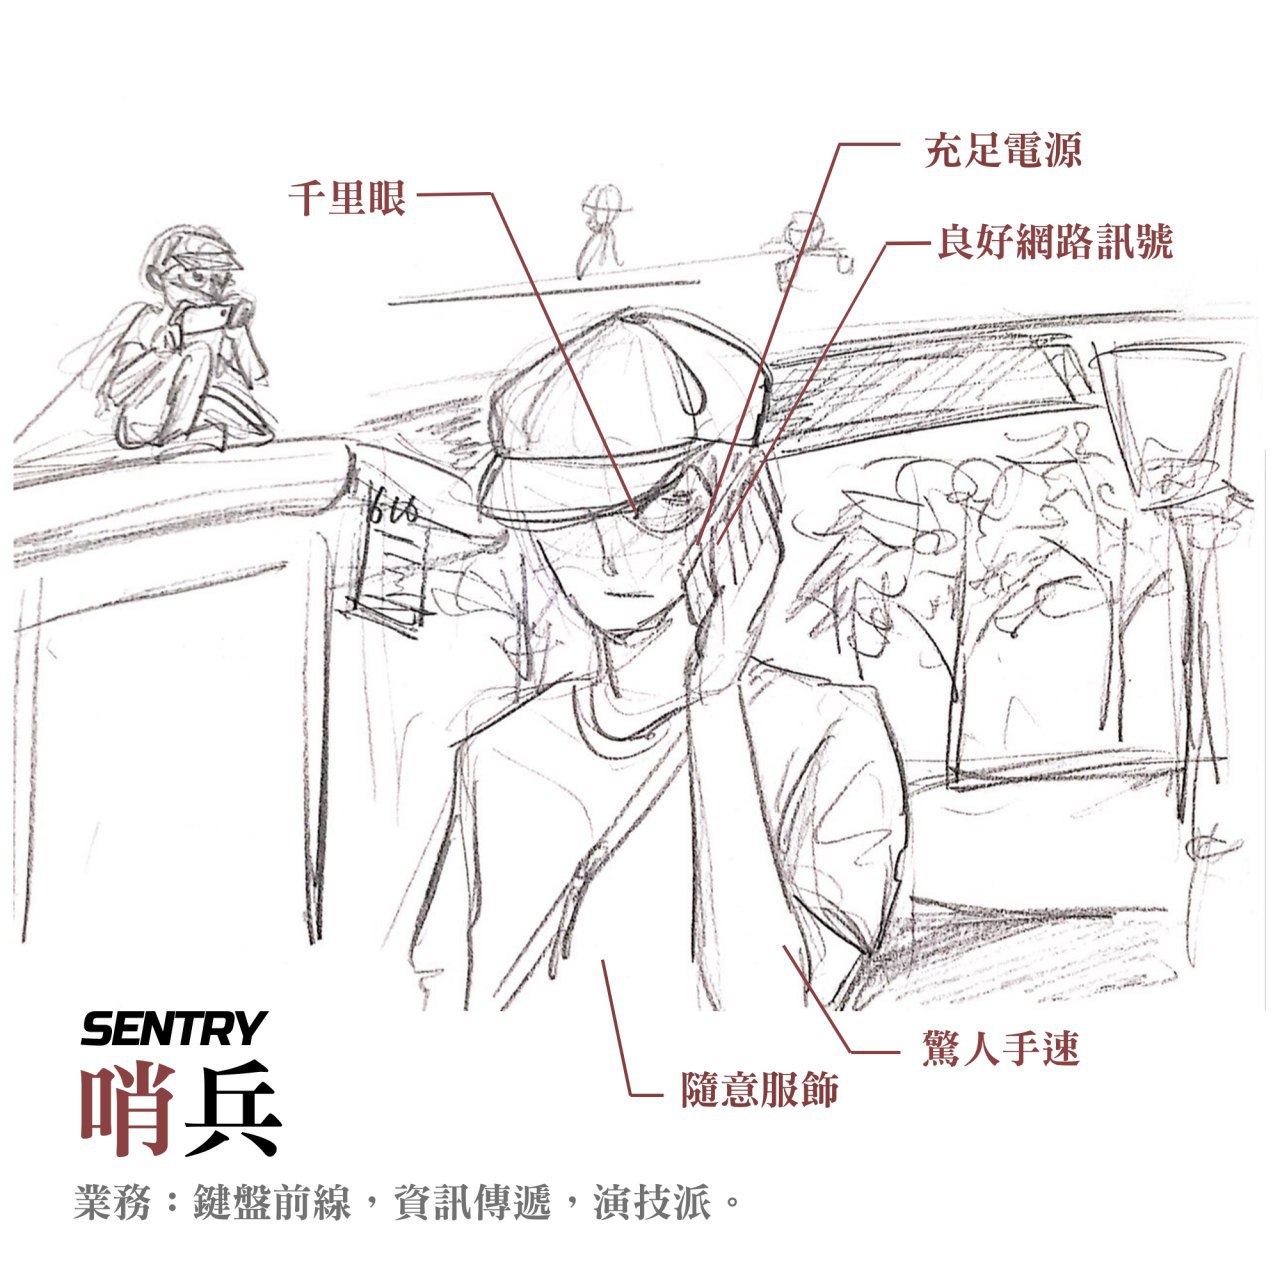 充足電源
千里眼
良好網路訊號
驚人手速
隨意服飾
SENTRY
哨兵
業務：鍵盤前線，資訊傳遞，演技派。